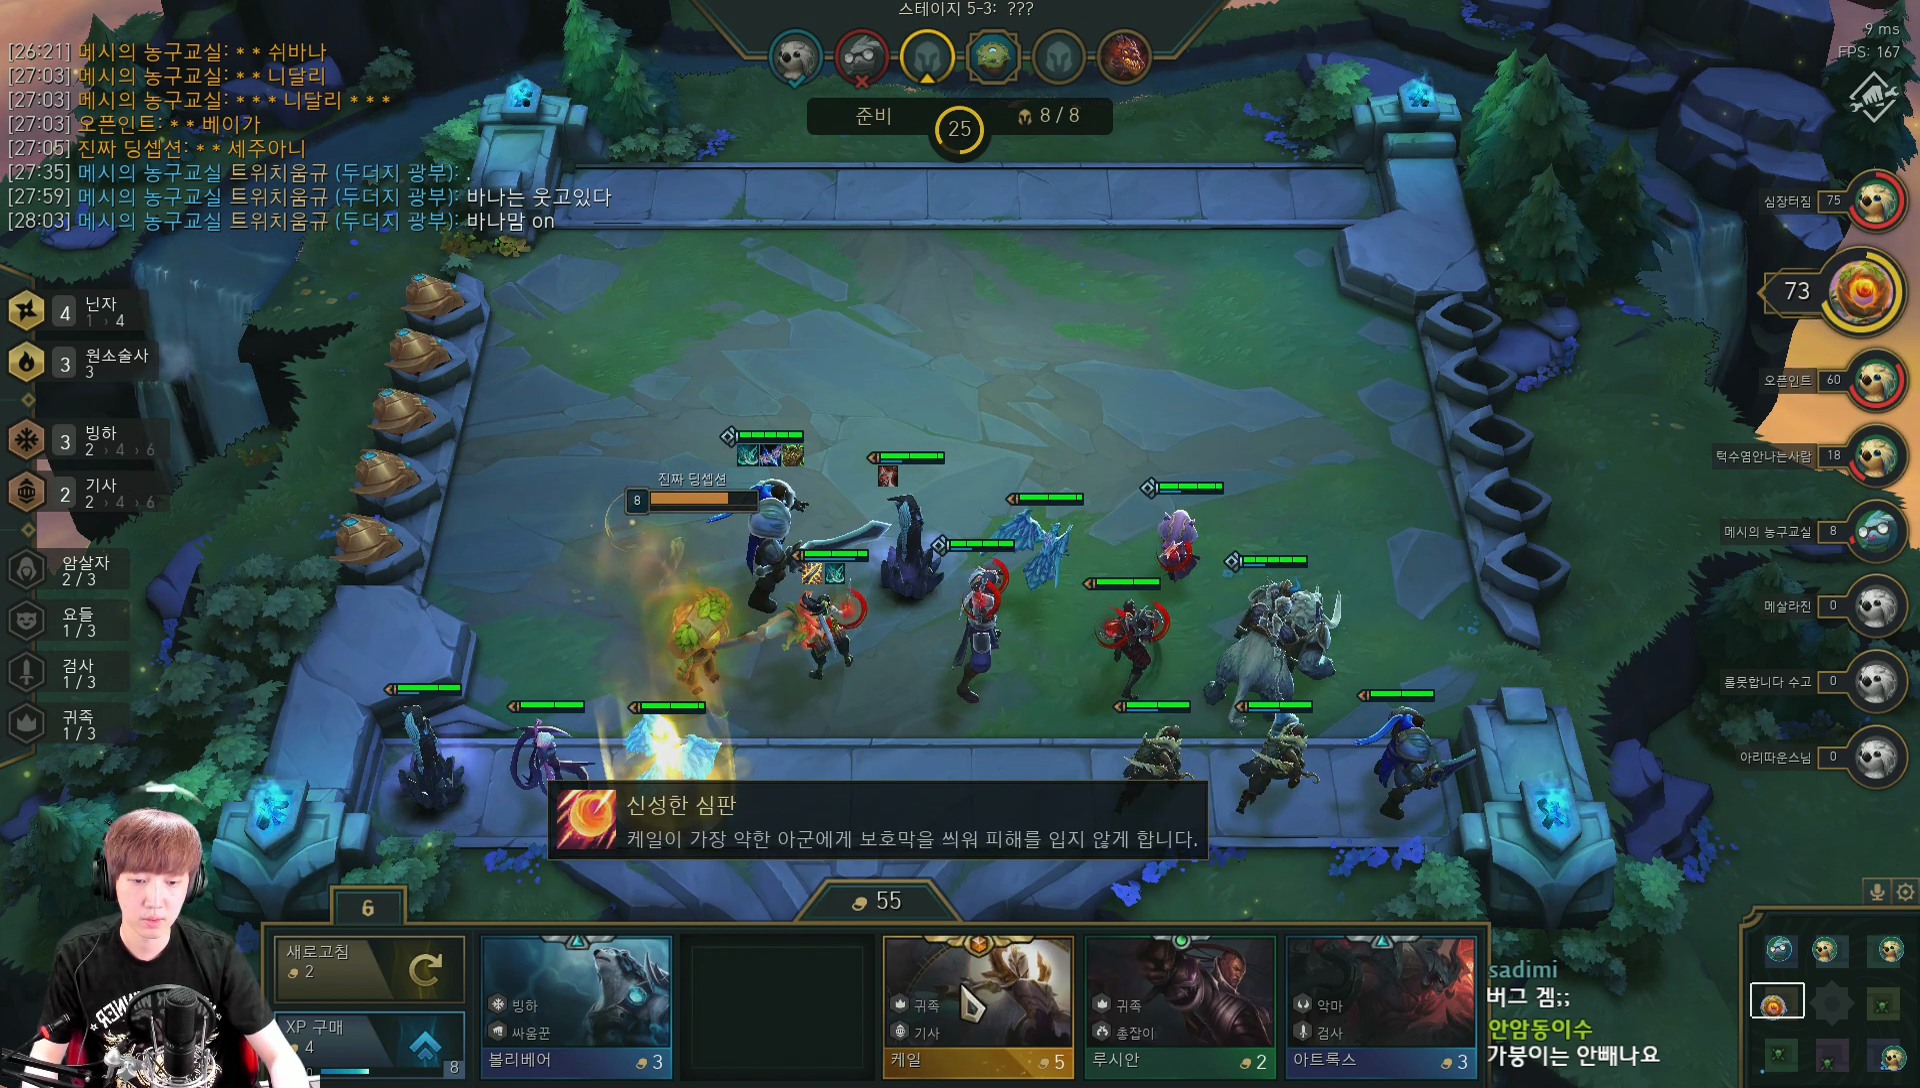 스테이지 5-3: ???
9 ms
FPS: 167
[26:21] 메시의 농구교실: * * 쉬바나
[27:03] 메시의 농구교실: * * 니달리
[27:03] 메시의 농구교실: * * * 니달리 * * *
[27:03] 오픈인트: * * 베이가
[27:05] 진짜 딩셉션: * * 세주아니
[27:35] 메시의 농구교실 트위치움규 (두더지 광부): .
[27:59] 메시의 농구교실 트위치움규 (두더지 광부): 바나는 웃고있다
[28:03] 메시의 농구교실 트위치움규 (두더지 광부): 바나맘 on
준비
25
8 / 8
심장터짐 75
73
오픈인트 60
턱수염안나는사람 18
메시의 농구교실 8
메살라진 0
롤못합니다 수고 0
아리따운스님 0
4 닌자
1 › 4
3 원소술사
3
3 빙하
2 › 4 › 6
2 기사
2 › 4 › 6
암살자
2 / 3
요들
1 / 3
검사
1 / 3
귀족
1 / 3
진짜 딩셉션
8
신성한 심판
케일이 가장 약한 아군에게 보호막을 씌워 피해를 입지 않게 합니다.
55
6
새로고침
2
XP 구매
4
8
빙하
싸움꾼
볼리베어 3
귀족
기사
케일 5
귀족
총잡이
루시안 2
악마
검사
아트록스 3
sadimi
버그 겜;;
안암동이수
가붕이는 안빼나요